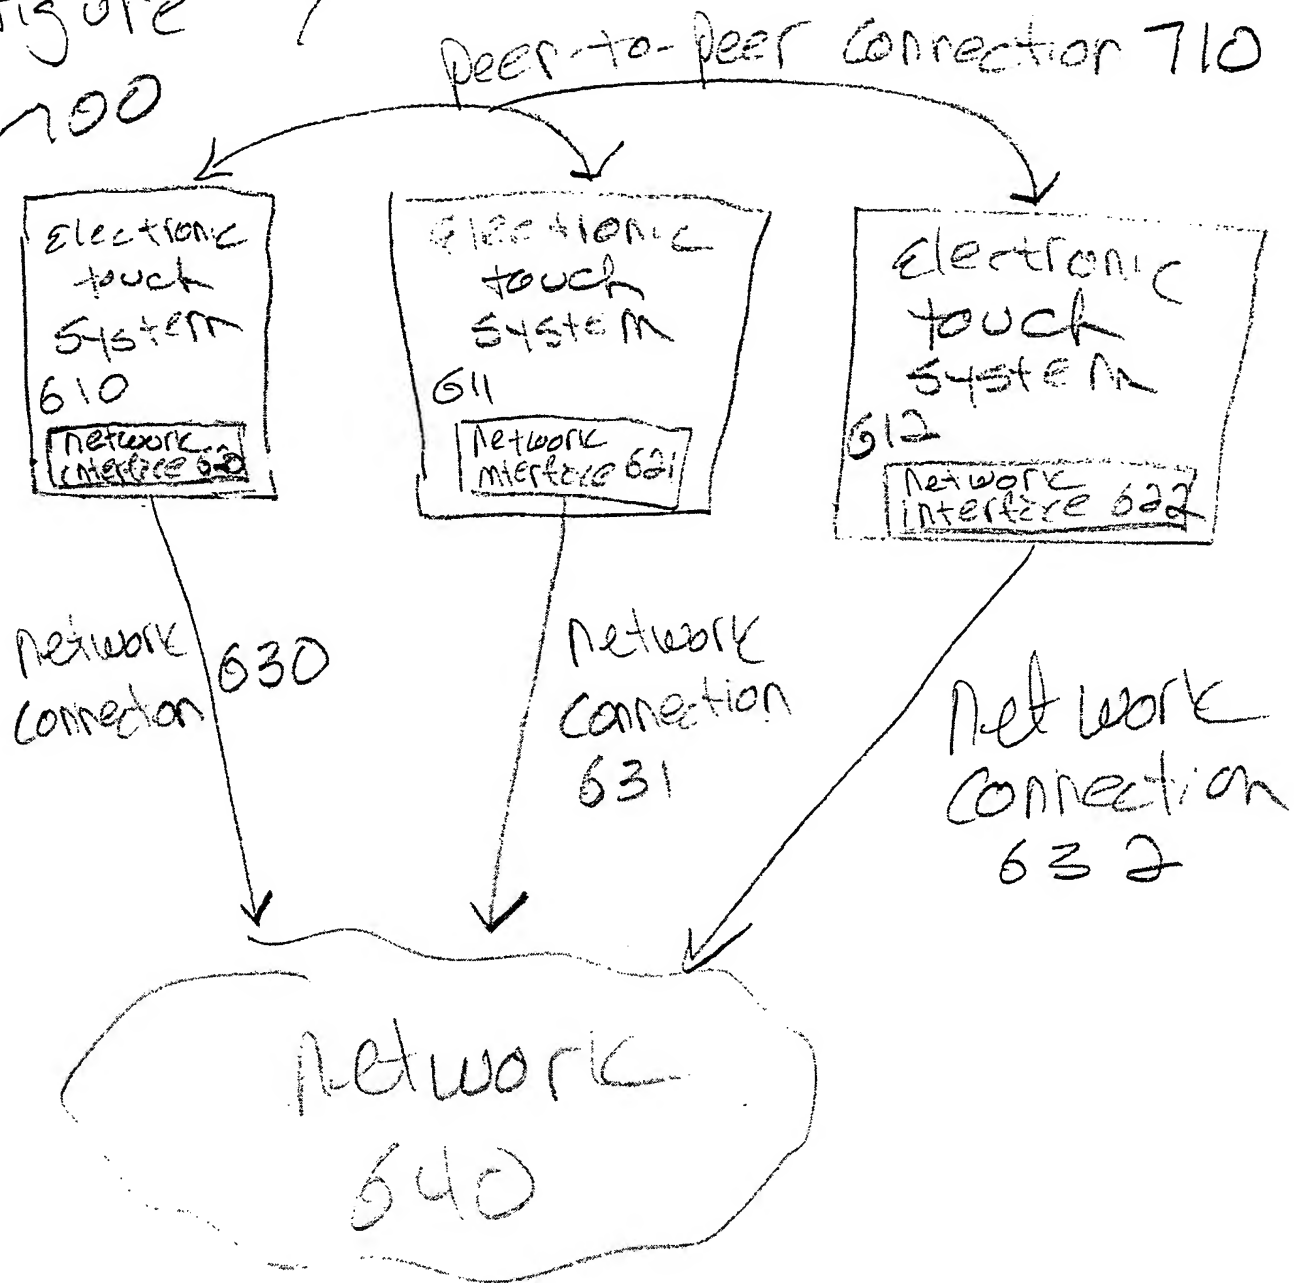 Figure 7
700
peer-to-peer connection 710
Electronic
touch
system
610
network
interface 620
Electronic
touch
system
611
network
interface 621
Electronic
touch
system
612
network
interface 622
network
connection 630
network
connection
631
network
connection
632
network
640